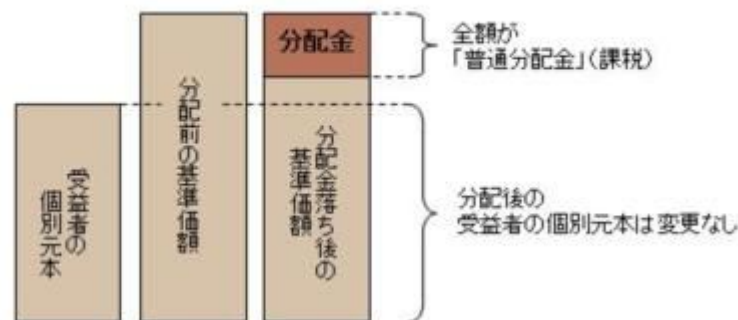 受益者の
個別元本
分配前の基準価額
分配金
分配金落ち後の
基準価額
全額が
「普通分配金」(課税)
分配後の
受益者の個別元本は変更なし